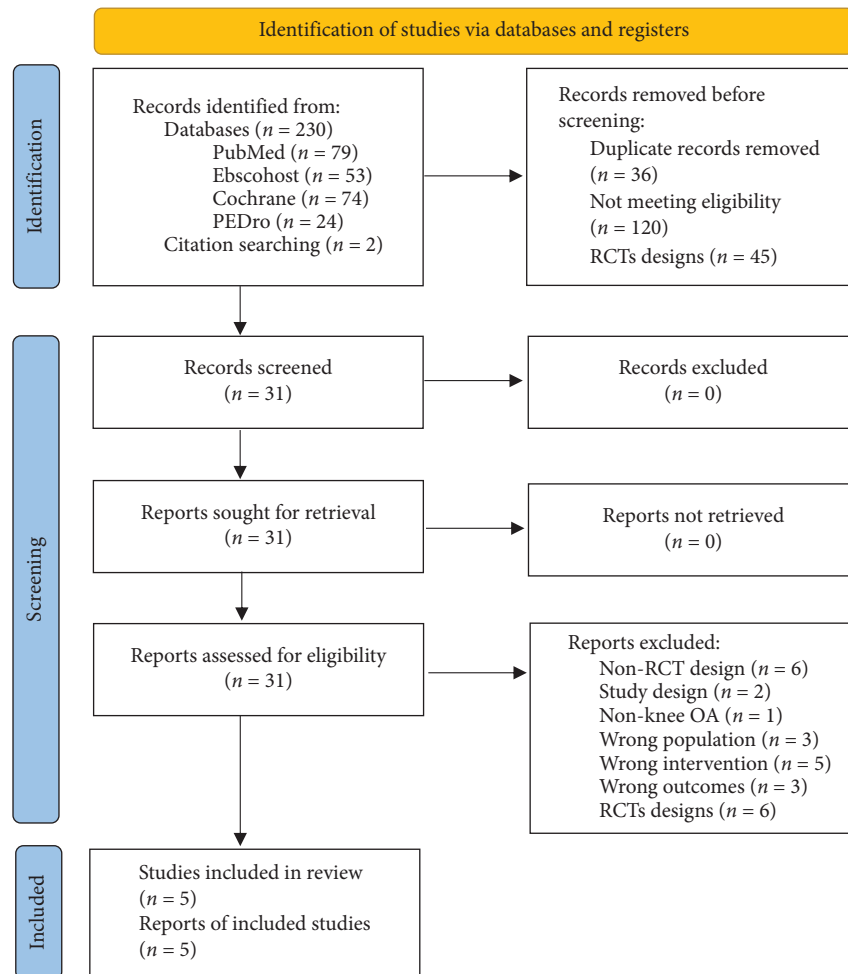 Identification of studies via databases and registers
Identification
Records identified from:
Databases (n = 230)
PubMed (n = 79)
Ebscohost (n = 53)
Cochrane (n = 74)
PEDro (n = 24)
Citation searching (n = 2)
Records removed before
screening:
Duplicate records removed
(n = 36)
Not meeting eligibility
(n = 120)
RCTs designs (n = 45)
Screening
Records screened
(n = 31)
Records excluded
(n = 0)
Reports sought for retrieval
(n = 31)
Reports not retrieved
(n = 0)
Reports assessed for eligibility
(n = 31)
Reports excluded:
Non-RCT design (n = 6)
Study design (n = 2)
Non-knee OA (n = 1)
Wrong population (n = 3)
Wrong intervention (n = 5)
Wrong outcomes (n = 3)
RCTs designs (n = 6)
Included
Studies included in review
(n = 5)
Reports of included studies
(n = 5)